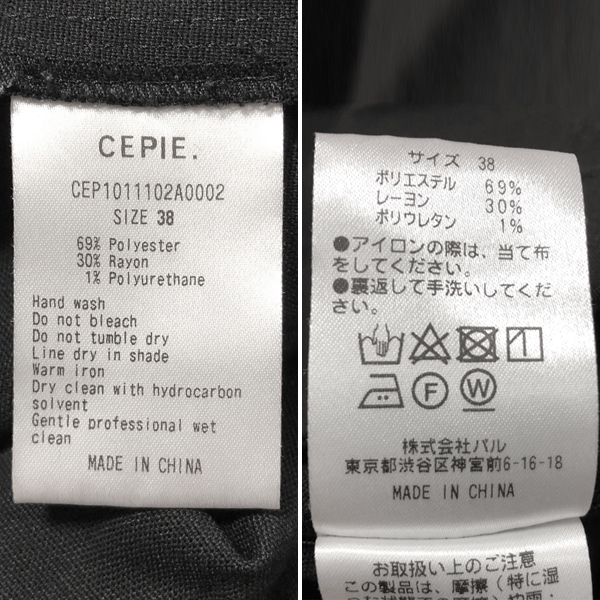 CEPIE.
CEP1011102A0002
SIZE 38
69% Polyester
30% Rayon
1% Polyurethane
Hand wash
Do not bleach
Do not tumble dry
Line dry in shade
Warm iron
Dry clean with hydrocarbon
solvent
Gentle professional wet
clean
MADE IN CHINA
サイズ 38
ポリエステル 69%
レーヨン 30%
ポリウレタン 1%
●アイロンの際は、当て布
をしてください。
●裏返して手洗いしてくだ
さい。
F W
株式会社パル
東京都渋谷区神宮前6-16-18
MADE IN CHINA
お取扱い上のご注意
この製品は、摩擦(特に湿